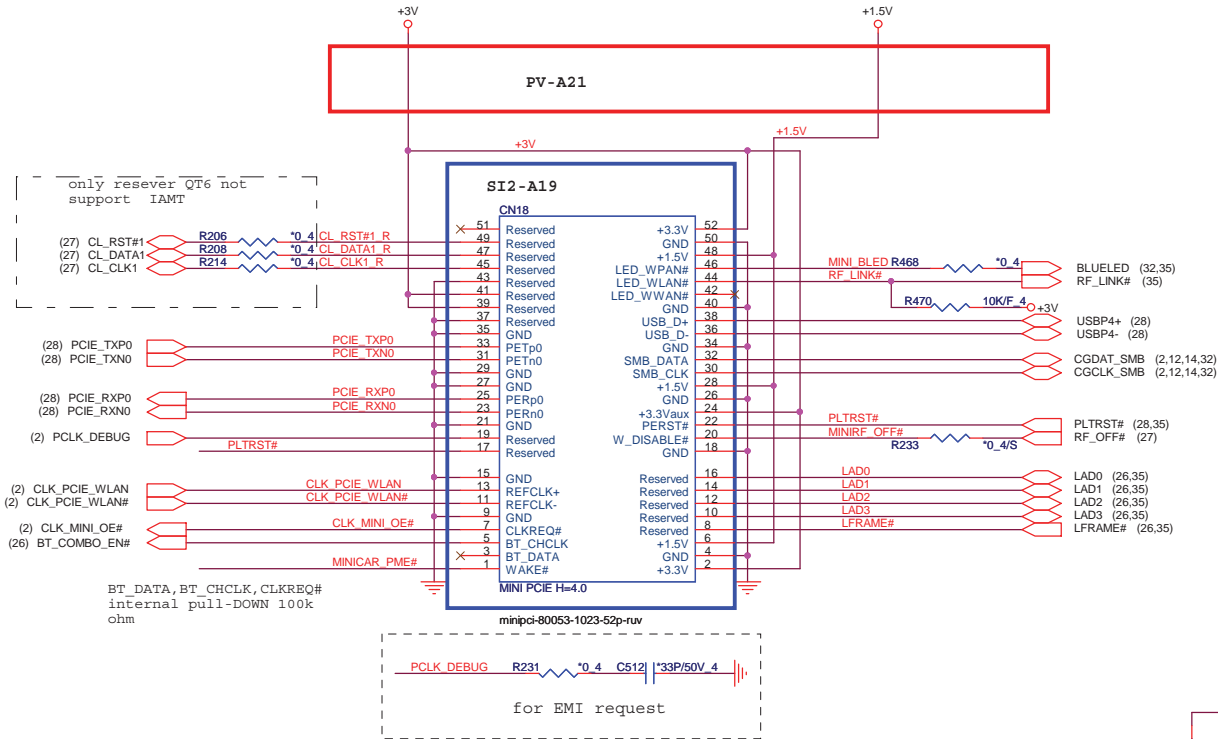 +3V
+1.5V
PV-A21
+1.5V
+3V
only resever QT6 not
support IAMT
SI2-A19
CN18
(27) CL_RST#1 R206 *0_4 CL_RST#1_R
(27) CL_DATA1 R208 *0_4 CL_DATA1_R
(27) CL_CLK1 R214 *0_4 CL_CLK1_R
51 Reserved
49 Reserved
47 Reserved
45 Reserved
43 Reserved
41 Reserved
39 Reserved
37 Reserved
35 GND
(28) PCIE_TXP0 PCIE_TXP0 33 PETp0
(28) PCIE_TXN0 PCIE_TXN0 31 PETn0
29 GND
27 GND
(28) PCIE_RXP0 PCIE_RXP0 25 PERp0
(28) PCIE_RXN0 PCIE_RXN0 23 PERn0
21 GND
(2) PCLK_DEBUG 19 Reserved
PLTRST# 17 Reserved
15 GND
(2) CLK_PCIE_WLAN CLK_PCIE_WLAN 13 REFCLK+
(2) CLK_PCIE_WLAN# CLK_PCIE_WLAN# 11 REFCLK-
9 GND
(2) CLK_MINI_OE# CLK_MINI_OE# 7 CLKREQ#
(26) BT_COMBO_EN# 5 BT_CHCLK
3 BT_DATA
MINICAR_PME# 1 WAKE#
+3.3V 52
GND 50
+1.5V 48
LED_WPAN# 46 MINI_BLED R468 *0_4 BLUELED (32,35)
LED_WLAN# 44 RF_LINK# RF_LINK# (35)
LED_WWAN# 42
R470 10K/F_4 +3V
GND 40
USB_D+ 38 USBP4+ (28)
USB_D- 36 USBP4- (28)
GND 34
SMB_DATA 32 CGDAT_SMB (2,12,14,32)
SMB_CLK 30 CGCLK_SMB (2,12,14,32)
+1.5V 28
GND 26
+3.3Vaux 24
PERST# 22 PLTRST# PLTRST# (28,35)
W_DISABLE# 20 MINIRF_OFF# R233 *0_4/S RF_OFF# (27)
GND 18
Reserved 16 LAD0 LAD0 (26,35)
Reserved 14 LAD1 LAD1 (26,35)
Reserved 12 LAD2 LAD2 (26,35)
Reserved 10 LAD3 LAD3 (26,35)
Reserved 8 LFRAME# LFRAME# (26,35)
+1.5V 6
GND 4
+3.3V 2
MINI PCIE H=4.0
BT_DATA,BT_CHCLK,CLKREQ#
internal pull-DOWN 100k
ohm
minipci-80053-1023-52p-ruv
PCLK_DEBUG R231 *0_4 C512 *33P/50V_4
for EMI request